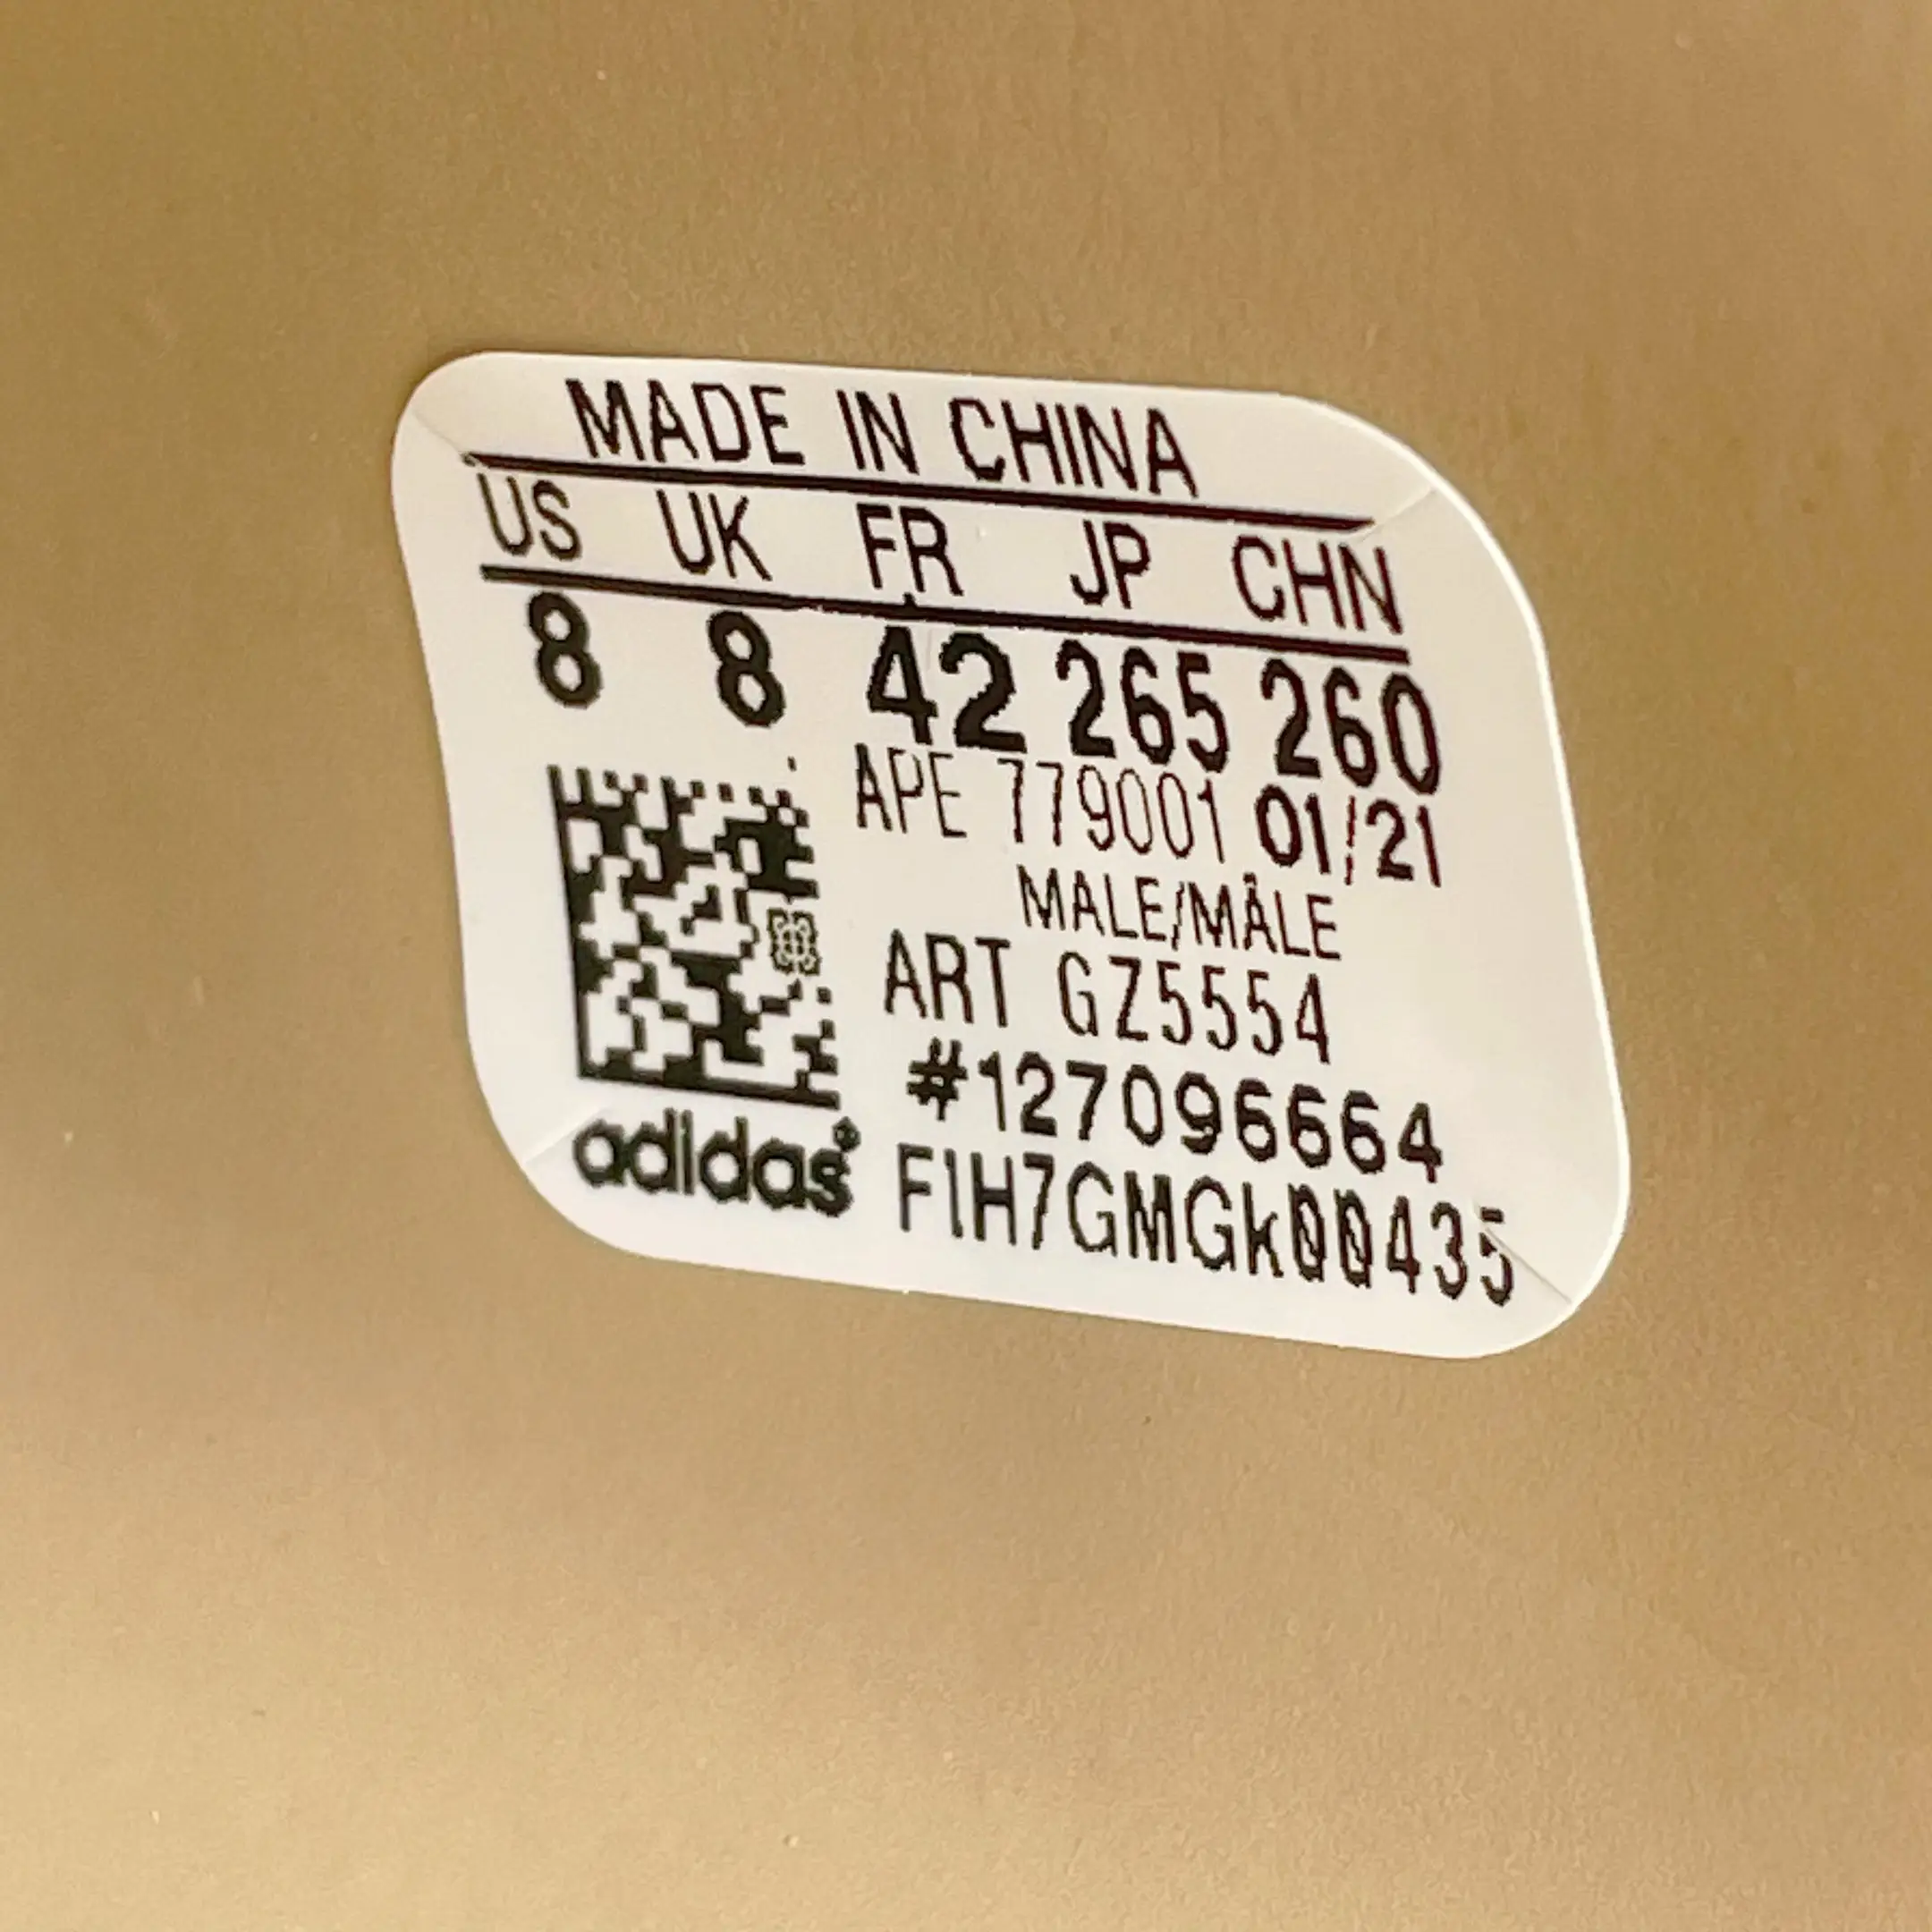 MADE IN CHINA
US UK FR JP CHN
8 8 42 265 260
APE 779001 01/21
MALE/MÂLE
ART GZ5554
#127096664
adidas® F1H7GMGk00435